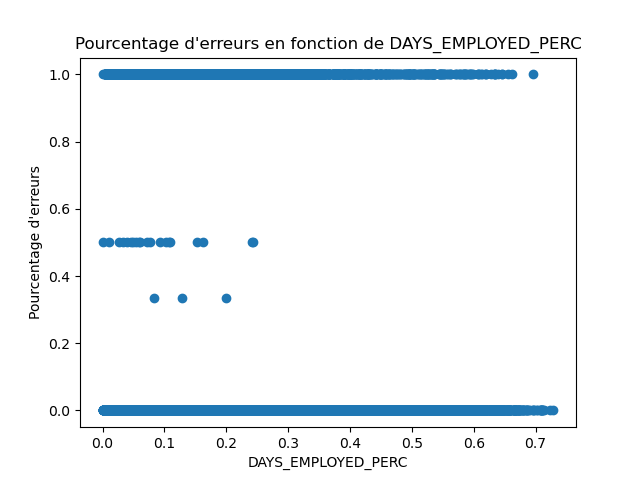 Pourcentage d'erreurs en fonction de DAYS_EMPLOYED_PERC
1.0
0.8
0.6
0.4
0.2
0.0
Pourcentage d'erreurs
0.0 0.1 0.2 0.3 0.4 0.5 0.6 0.7
DAYS_EMPLOYED_PERC